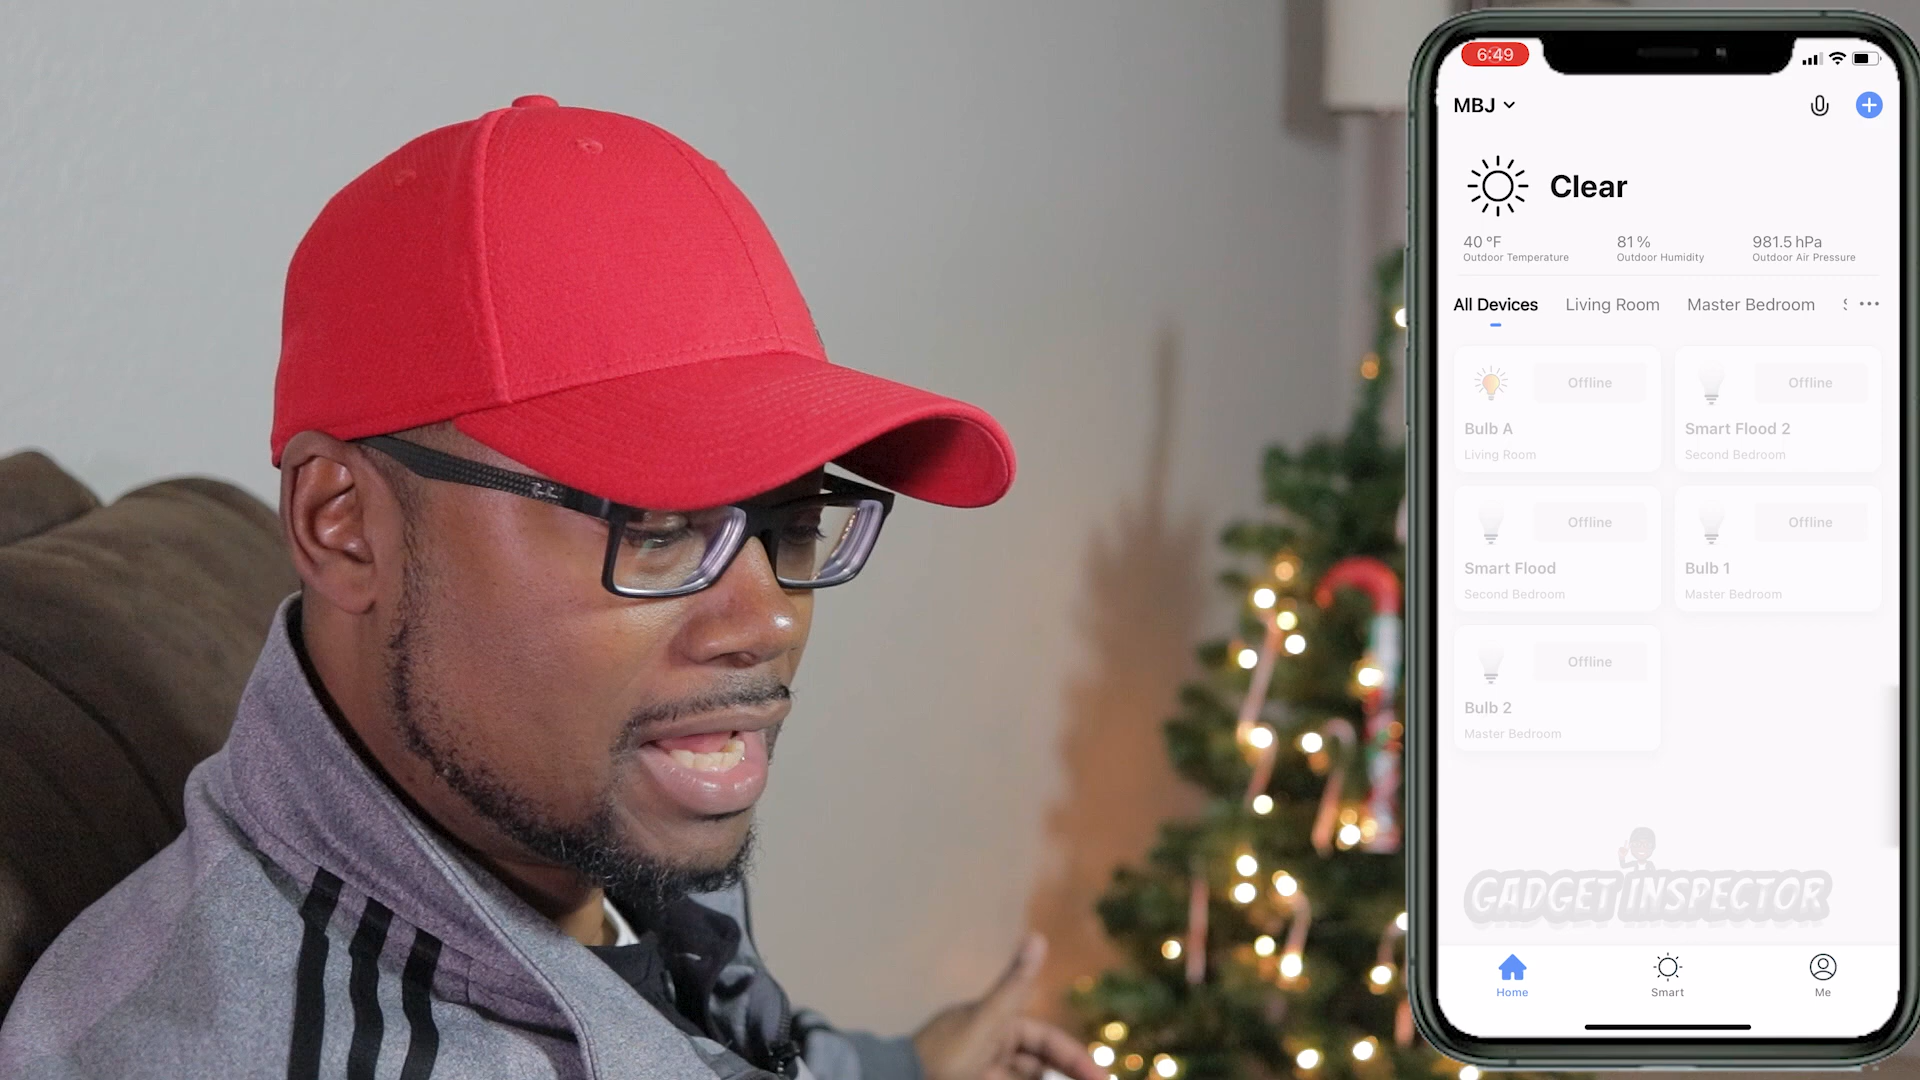 6:49
MBJ
Clear
40 °F
81 %
981.5 hPa
Outdoor Temperature
Outdoor Humidity
Outdoor Air Pressure
All Devices
Living Room
Master Bedroom
Offline
Bulb A
Living Room
Offline
Smart Flood 2
Second Bedroom
Offline
Smart Flood
Second Bedroom
Offline
Bulb 1
Master Bedroom
Offline
Bulb 2
Master Bedroom
GADGET INSPECTOR
Home
Smart
Me